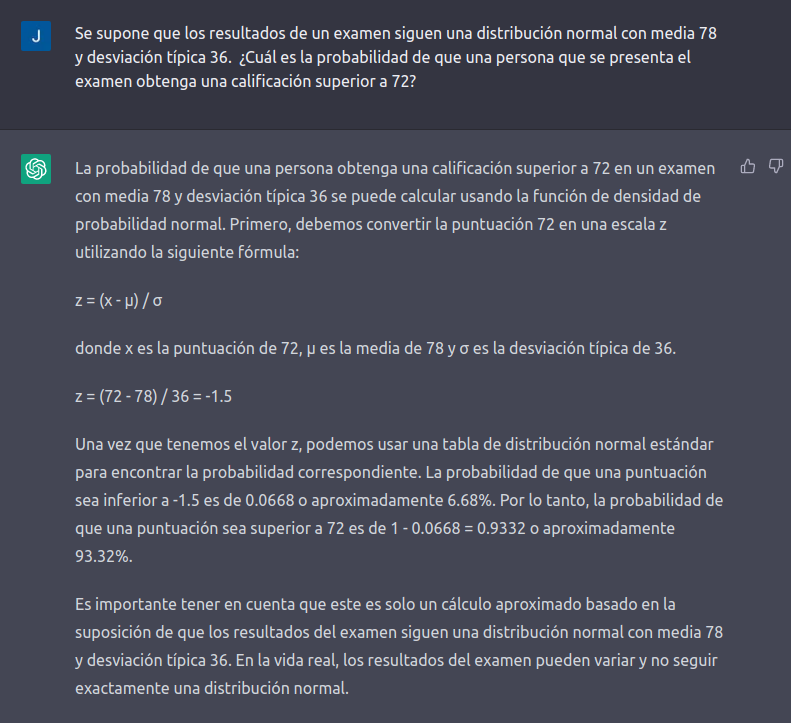 J
Se supone que los resultados de un examen siguen una distribución normal con media 78
y desviación típica 36. ¿Cuál es la probabilidad de que una persona que se presenta el
examen obtenga una calificación superior a 72?
La probabilidad de que una persona obtenga una calificación superior a 72 en un examen
con media 78 y desviación típica 36 se puede calcular usando la función de densidad de
probabilidad normal. Primero, debemos convertir la puntuación 72 en una escala z
utilizando la siguiente fórmula:
z = (x - μ) / σ
donde x es la puntuación de 72, μ es la media de 78 y σ es la desviación típica de 36.
z = (72 - 78) / 36 = -1.5
Una vez que tenemos el valor z, podemos usar una tabla de distribución normal estándar
para encontrar la probabilidad correspondiente. La probabilidad de que una puntuación
sea inferior a -1.5 es de 0.0668 o aproximadamente 6.68%. Por lo tanto, la probabilidad de
que una puntuación sea superior a 72 es de 1 - 0.0668 = 0.9332 o aproximadamente
93.32%.
Es importante tener en cuenta que este es solo un cálculo aproximado basado en la
suposición de que los resultados del examen siguen una distribución normal con media 78
y desviación típica 36. En la vida real, los resultados del examen pueden variar y no seguir
exactamente una distribución normal.